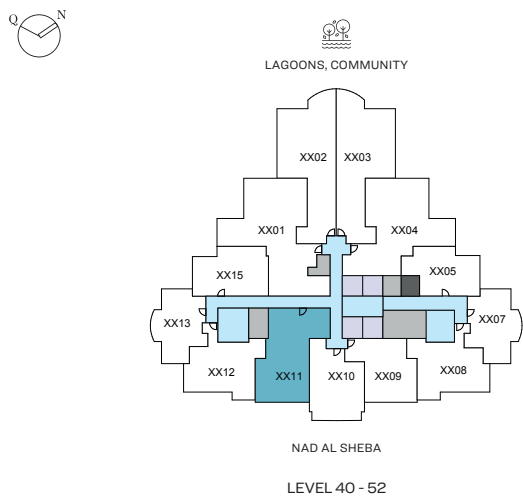 Q N
LAGOONS, COMMUNITY
XX02 XX03
XX01 XX04
XX15 XX05
XX13 XX07
XX12 XX11 XX10 XX09 XX08
NAD AL SHEBA
LEVEL 40 - 52